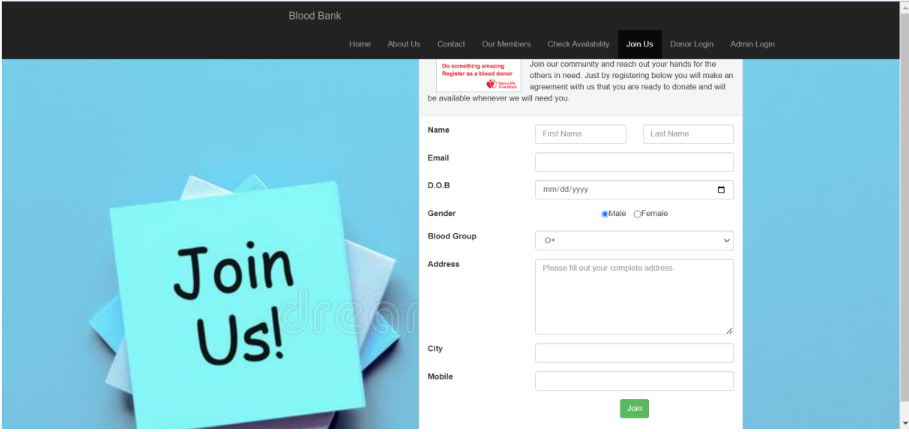 Blood Bank
Home About Us Contact Our Members Check Availability Join Us Donor Login Admin Login
Do something amazing
Register as a blood donor
Join our community and reach out your hands for the
others in need. Just by registering below you will make an
agreement with us that you are ready to donate and will
be available whenever we will need you.
Name First Name Last Name
Email
D.O.B mm/dd/yyyy
Gender Male Female
Blood Group O+
Address Please fill out your complete address.
City
Mobile
Join
Join
Us!